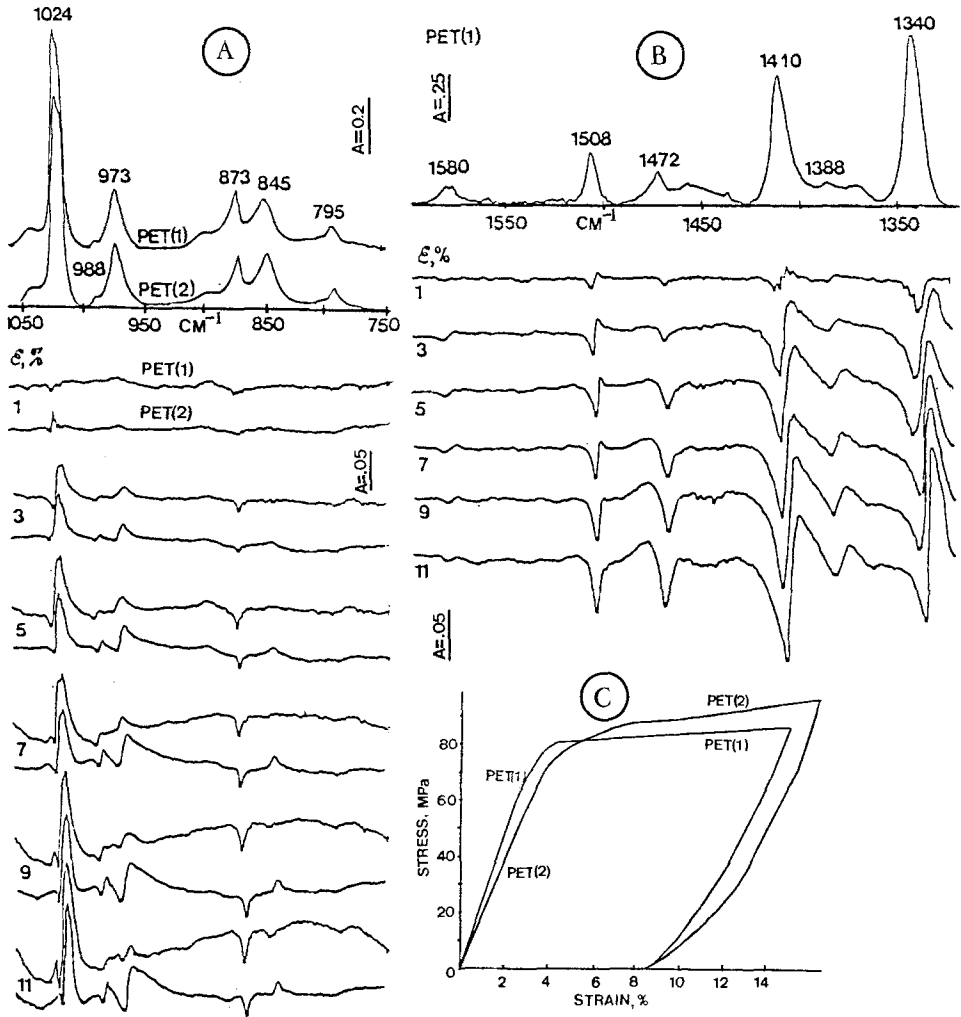 1024
A
A=0.2
973
873
845
795
PET(1)
988
PET(2)
1050 950 CM⁻¹ 850 750
ε,%
PET(1)
1
PET(2)
A=.05
3
5
7
9
11
PET(1)
B
A=.25
1340
1410
1508
1580
1472
1388
1550 CM⁻¹ 1450 1350
ε,%
1
3
5
7
9
11
A=.05
C
PET(2)
PET(1)
PET(1)
PET(2)
STRESS, MPa
80
60
40
20
0
2 4 6 8 10 12 14
STRAIN, %